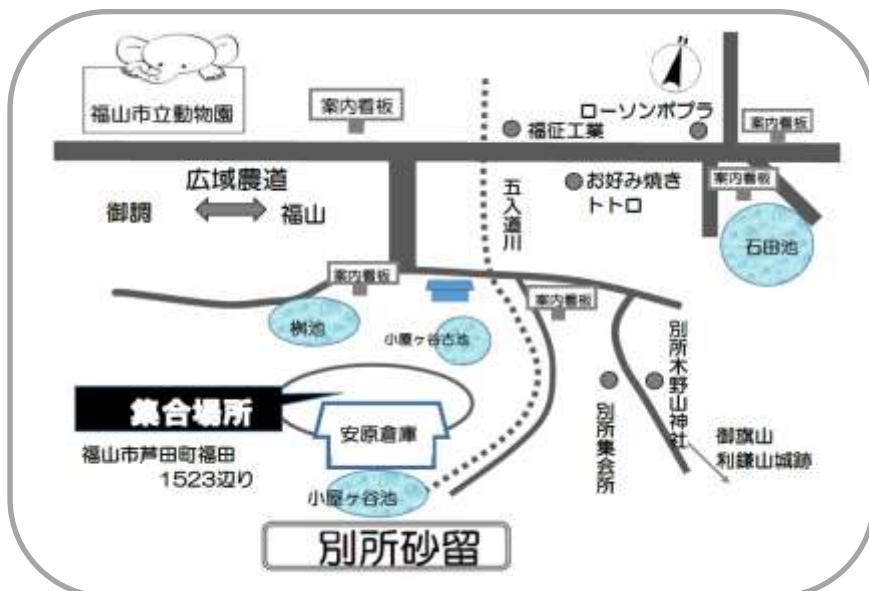 N
福山市立動物園
案内看板
ローソンポプラ
福征工業
案内看板
広域農道
御調
福山
五入道川
お好み焼き
トトロ
案内看板
石田池
案内看板
案内看板
桝池
小屋ヶ谷古池
集合場所
安原倉庫
別所集会所
別所木野山神社
御旗山
利鎌山城跡
福山市芦田町福田
1523辺り
小屋ヶ谷池
別所砂留